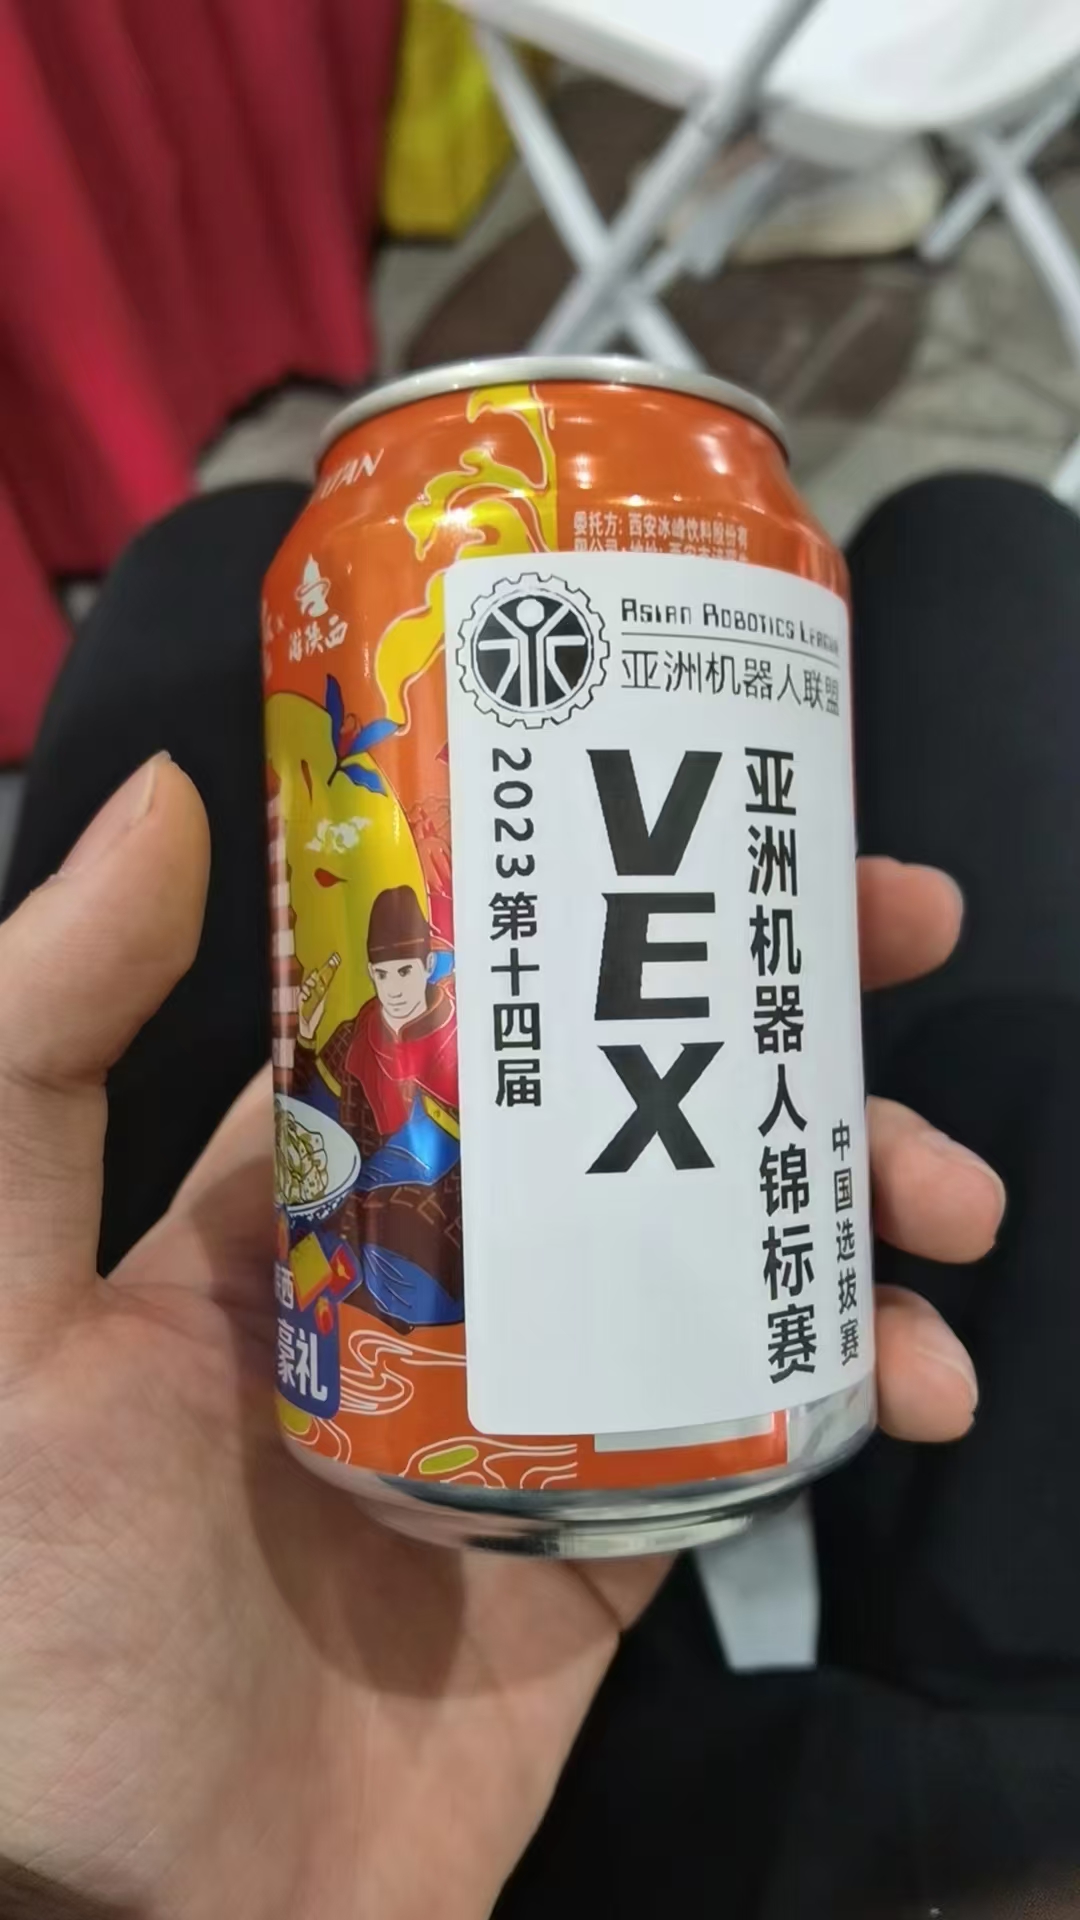 游陕西
豪礼
委托方：西安冰峰饮料股份有
ASIAN ROBOTICS LEAGUE
亚洲机器人联盟
2023第十四届
VEX
亚洲机器人锦标赛
中国选拔赛